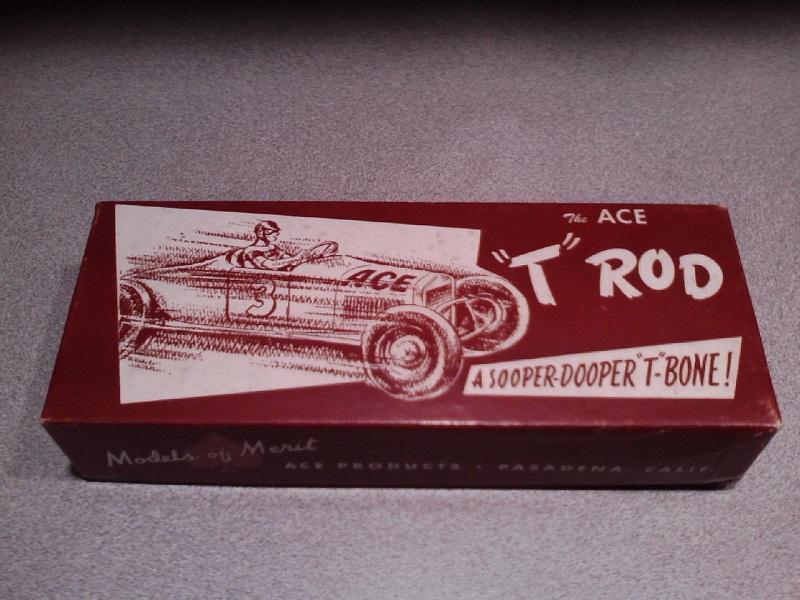 The ACE
"T" ROD
ACE
3
A SOOPER-DOOPER "T"-BONE!
Models of Merit
ACE PRODUCTS • PASADENA, CALIF.